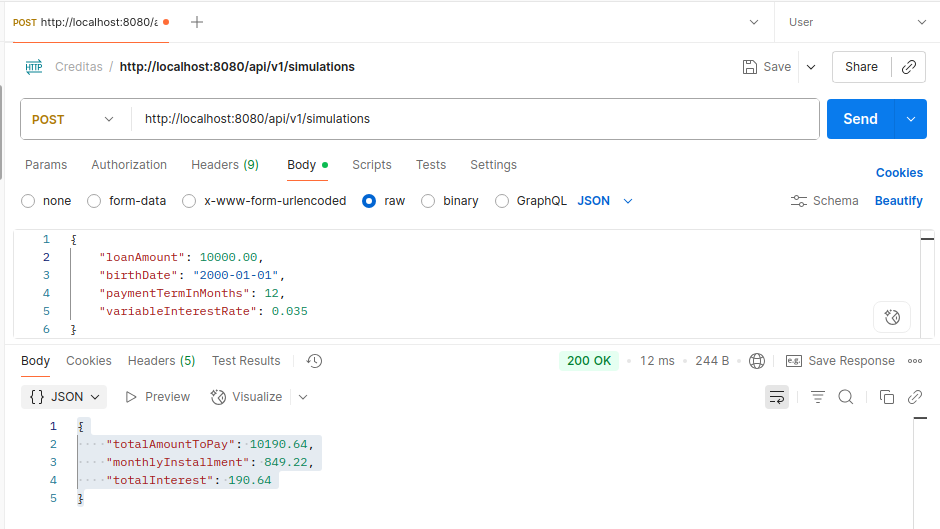 POST http://localhost:8080/a User
Creditas / http://localhost:8080/api/v1/simulations Save Share
POST http://localhost:8080/api/v1/simulations Send
Params Authorization Headers (9) Body Scripts Tests Settings Cookies
none form-data x-www-form-urlencoded raw binary GraphQL JSON Schema Beautify
1 {
2 "loanAmount": 10000.00,
3 "birthDate": "2000-01-01",
4 "paymentTermInMonths": 12,
5 "variableInterestRate": 0.035
6 }
Body Cookies Headers (5) Test Results 200 OK • 12 ms • 244 B • e.g. Save Response
{} JSON Preview Visualize
1 {
2 "totalAmountToPay": 10190.64,
3 "monthlyInstallment": 849.22,
4 "totalInterest": 190.64
5 }